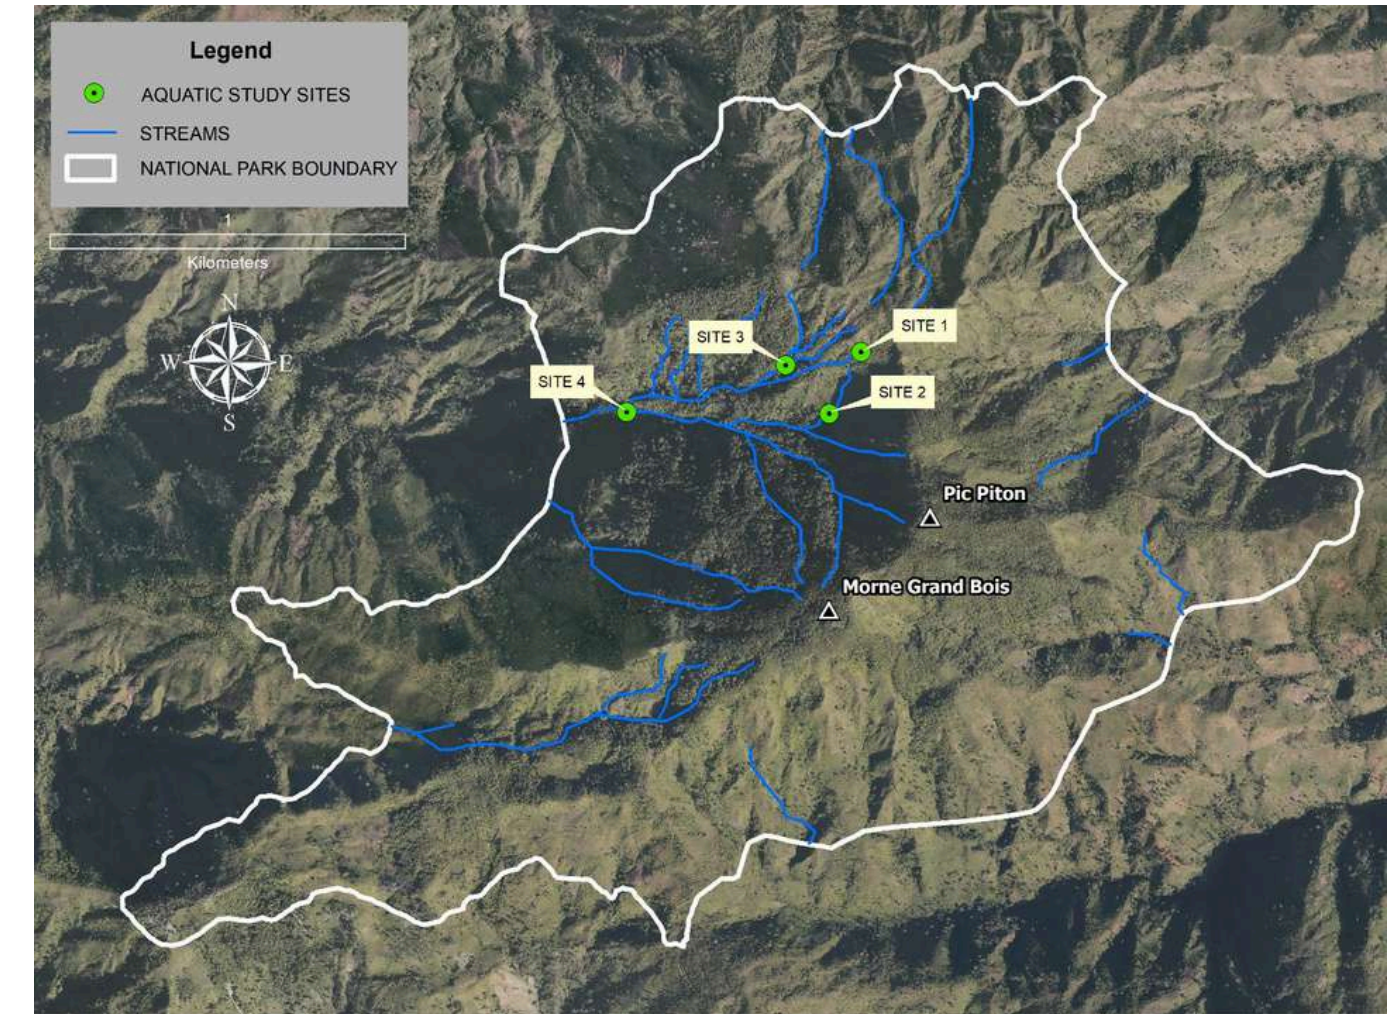 Legend
AQUATIC STUDY SITES
STREAMS
NATIONAL PARK BOUNDARY
1
Kilometers
N
W E
S
SITE 1
SITE 3
SITE 4
SITE 2
Pic Piton
Morne Grand Bois